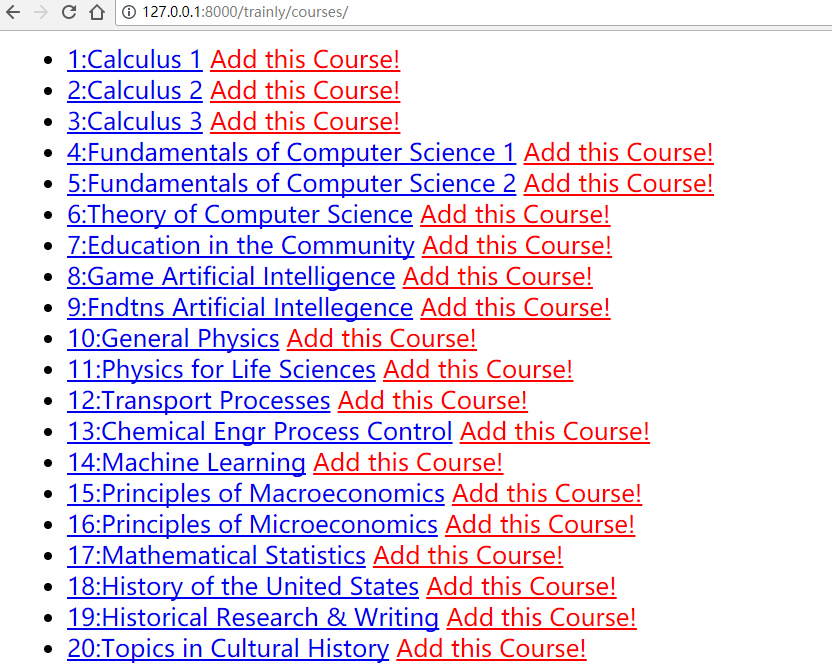 127.0.0.1:8000/trainly/courses/
1:Calculus 1 Add this Course!
2:Calculus 2 Add this Course!
3:Calculus 3 Add this Course!
4:Fundamentals of Computer Science 1 Add this Course!
5:Fundamentals of Computer Science 2 Add this Course!
6:Theory of Computer Science Add this Course!
7:Education in the Community Add this Course!
8:Game Artificial Intelligence Add this Course!
9:Fndtns Artificial Intellegence Add this Course!
10:General Physics Add this Course!
11:Physics for Life Sciences Add this Course!
12:Transport Processes Add this Course!
13:Chemical Engr Process Control Add this Course!
14:Machine Learning Add this Course!
15:Principles of Macroeconomics Add this Course!
16:Principles of Microeconomics Add this Course!
17:Mathematical Statistics Add this Course!
18:History of the United States Add this Course!
19:Historical Research & Writing Add this Course!
20:Topics in Cultural History Add this Course!